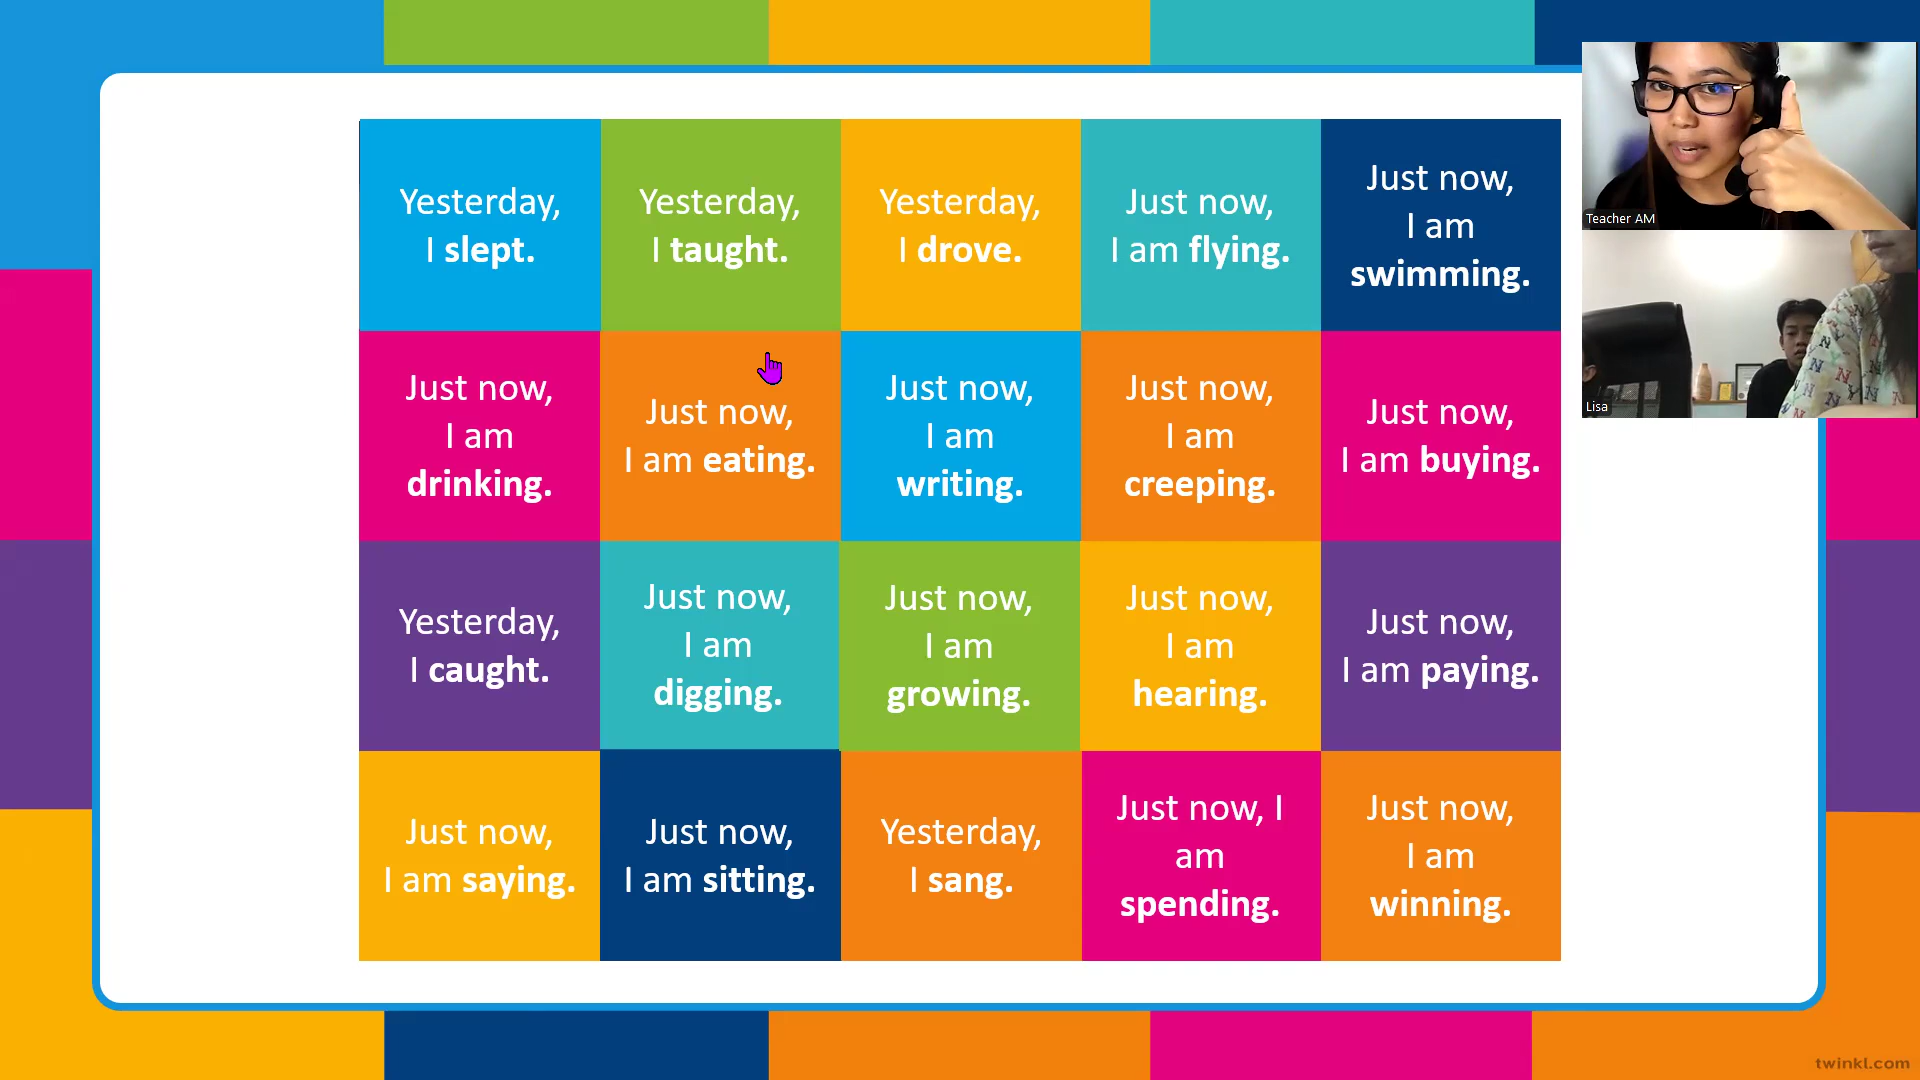 Yesterday,
I slept.
Yesterday,
I taught.
Yesterday,
I drove.
Just now,
I am flying.
Just now,
I am
swimming.
Just now,
I am
drinking.
Just now,
I am eating.
Just now,
I am
writing.
Just now,
I am
creeping.
Just now,
I am buying.
Yesterday,
I caught.
Just now,
I am
digging.
Just now,
I am
growing.
Just now,
I am
hearing.
Just now,
I am paying.
Just now,
I am saying.
Just now,
I am sitting.
Yesterday,
I sang.
Just now, I
am
spending.
Just now,
I am
winning.
Teacher AM
Lisa
twinkl.com